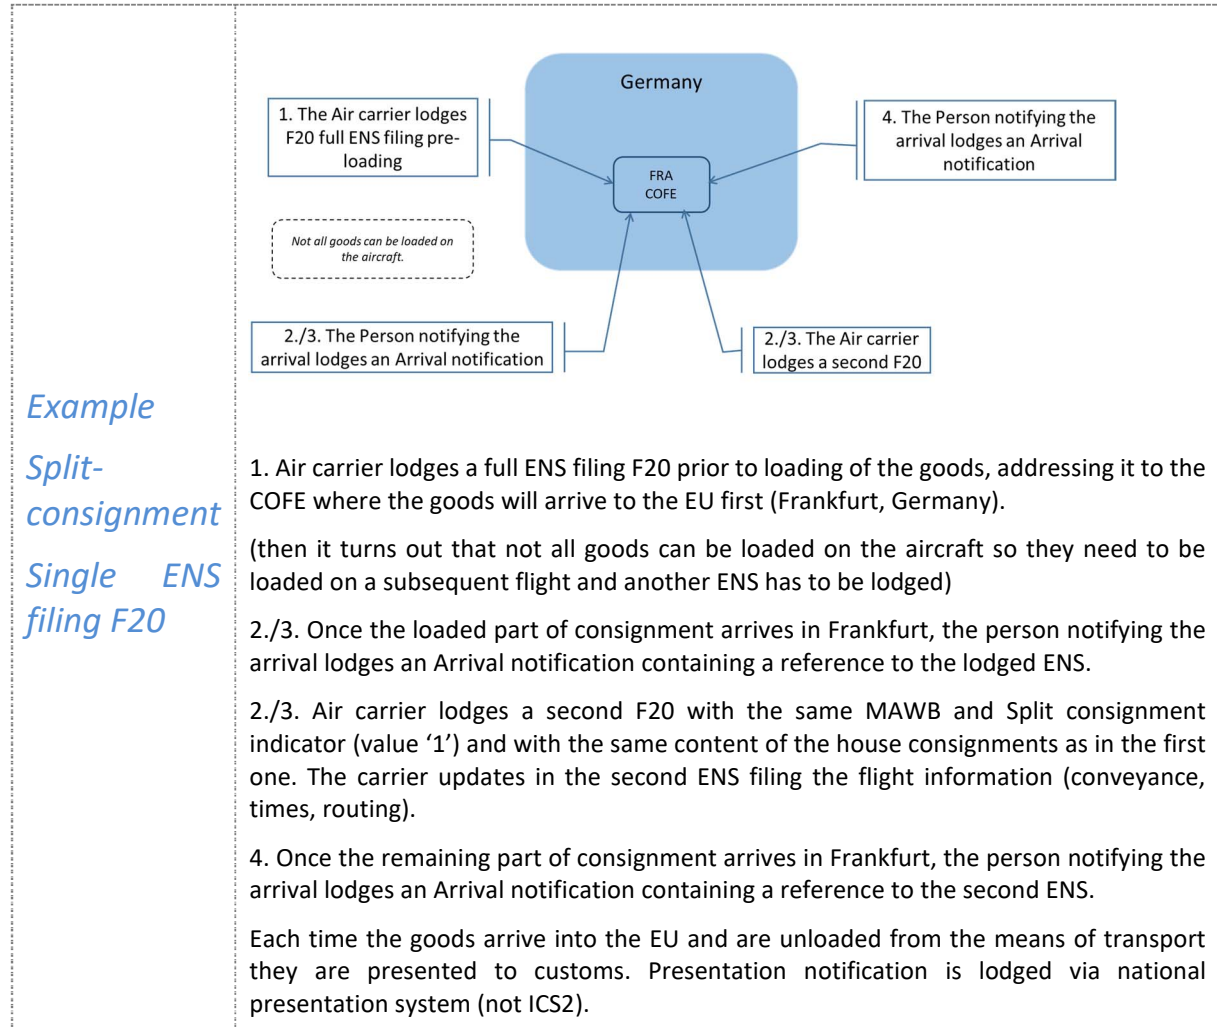 Germany
1. The Air carrier lodges
F20 full ENS filing pre-
loading
4. The Person notifying the
arrival lodges an Arrival
notification
FRA
COFE
Not all goods can be loaded on
the aircraft.
2./3. The Person notifying the
arrival lodges an Arrival notification
2./3. The Air carrier
lodges a second F20
Example
Split-
consignment
Single ENS
filing F20
1. Air carrier lodges a full ENS filing F20 prior to loading of the goods, addressing it to the
COFE where the goods will arrive to the EU first (Frankfurt, Germany).
(then it turns out that not all goods can be loaded on the aircraft so they need to be
loaded on a subsequent flight and another ENS has to be lodged)
2./3. Once the loaded part of consignment arrives in Frankfurt, the person notifying the
arrival lodges an Arrival notification containing a reference to the lodged ENS.
2./3. Air carrier lodges a second F20 with the same MAWB and Split consignment
indicator (value ‘1’) and with the same content of the house consignments as in the first
one. The carrier updates in the second ENS filing the flight information (conveyance,
times, routing).
4. Once the remaining part of consignment arrives in Frankfurt, the person notifying the
arrival lodges an Arrival notification containing a reference to the second ENS.
Each time the goods arrive into the EU and are unloaded from the means of transport
they are presented to customs. Presentation notification is lodged via national
presentation system (not ICS2).